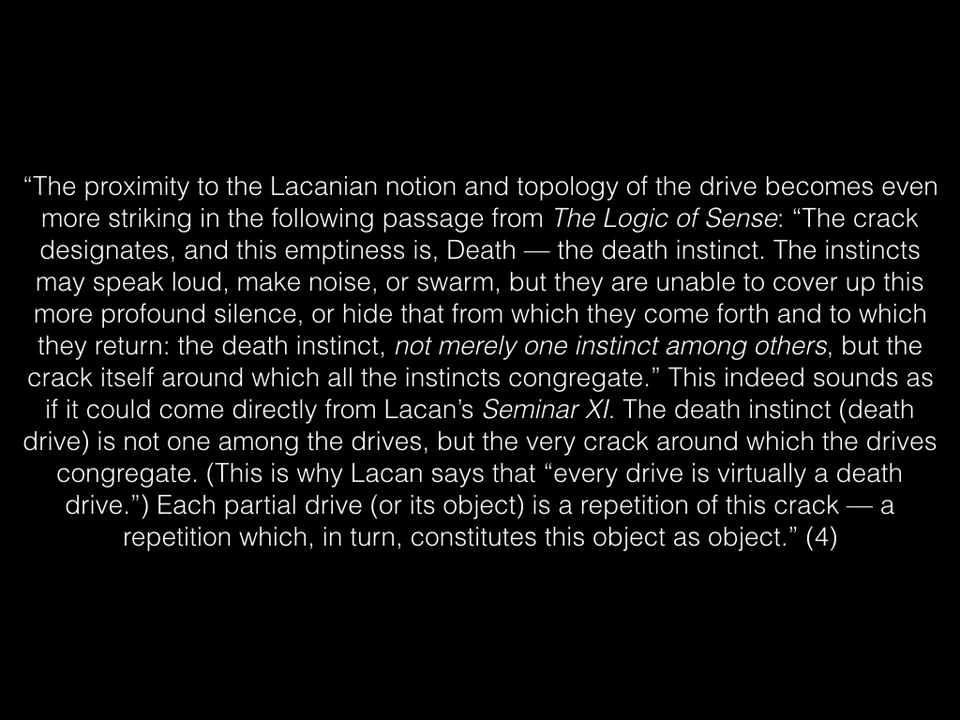 “The proximity to the Lacanian notion and topology of the drive becomes even
more striking in the following passage from The Logic of Sense: “The crack
designates, and this emptiness is, Death — the death instinct. The instincts
may speak loud, make noise, or swarm, but they are unable to cover up this
more profound silence, or hide that from which they come forth and to which
they return: the death instinct, not merely one instinct among others, but the
crack itself around which all the instincts congregate.” This indeed sounds as
if it could come directly from Lacan’s Seminar XI. The death instinct (death
drive) is not one among the drives, but the very crack around which the drives
congregate. (This is why Lacan says that “every drive is virtually a death
drive.”) Each partial drive (or its object) is a repetition of this crack — a
repetition which, in turn, constitutes this object as object.” (4)